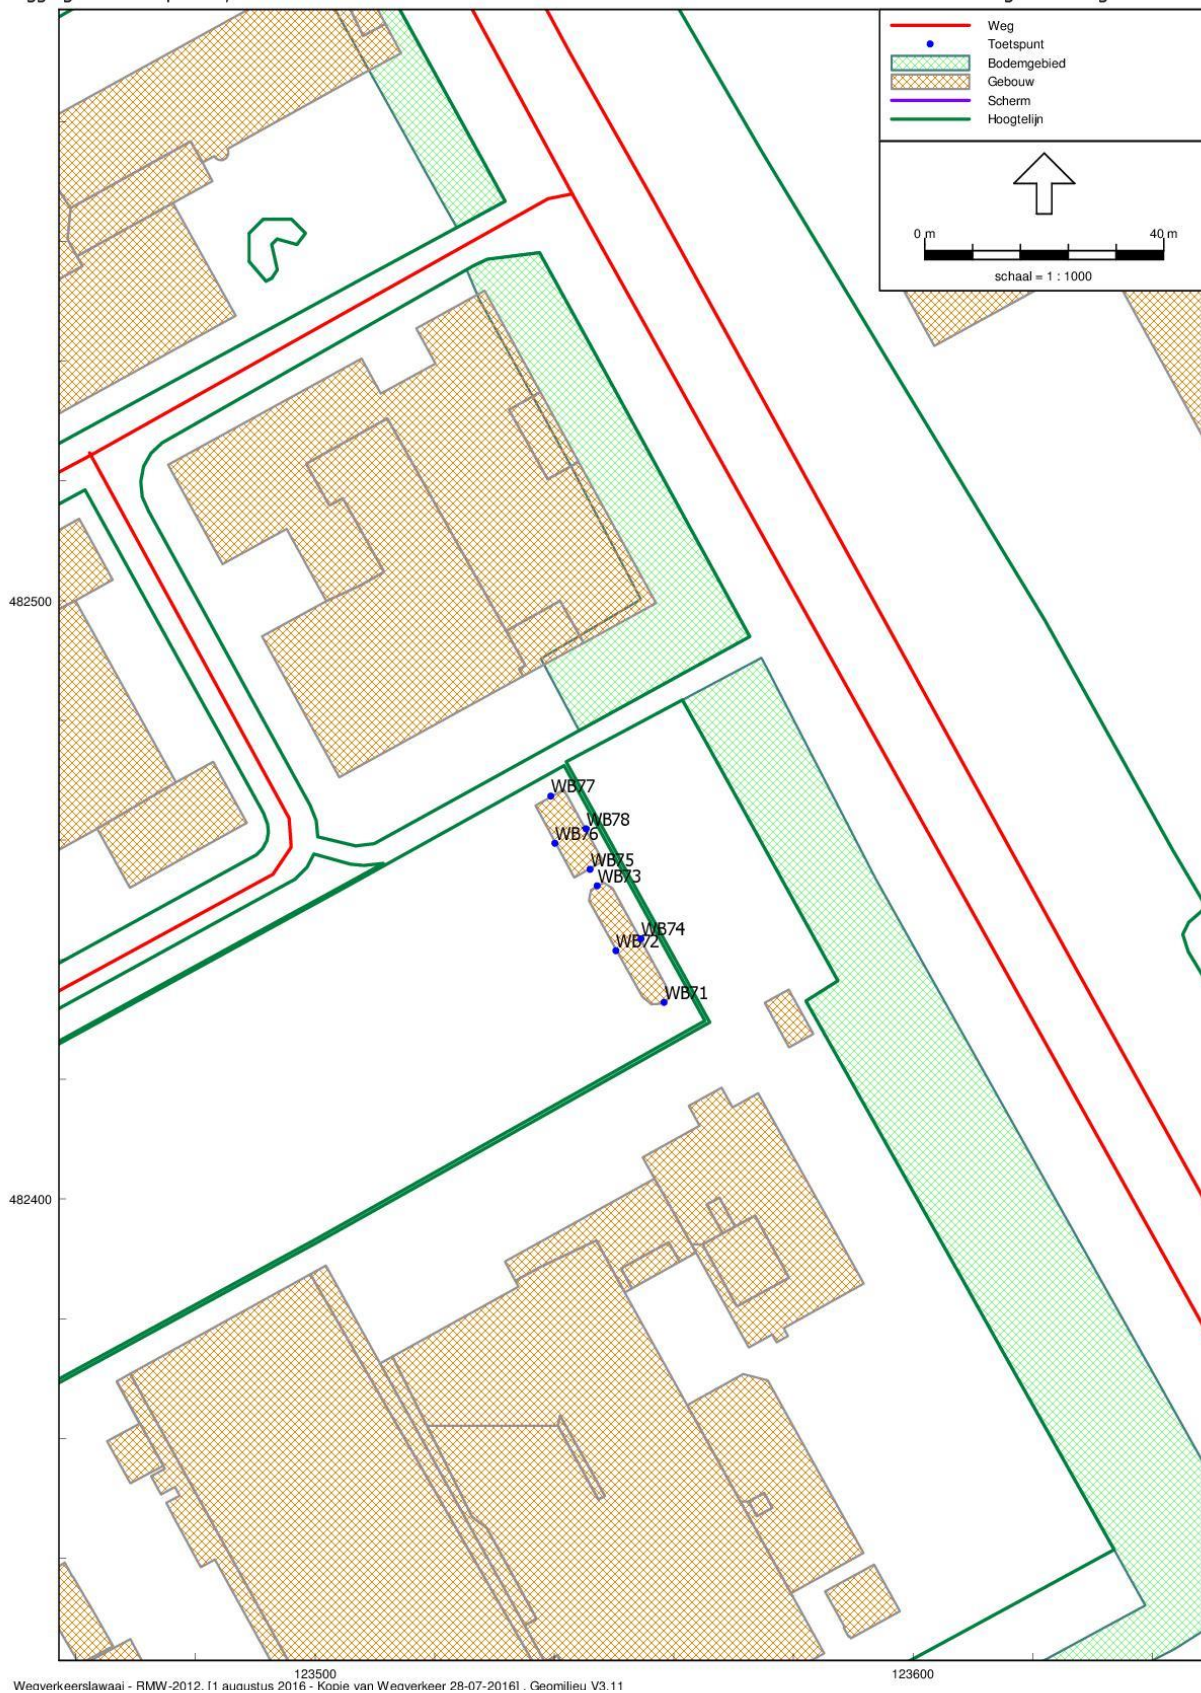 Weg
Toetspunt
Bodemgebied
Gebouw
Scherm
Hoogtelijn
0 m 40 m
schaal = 1 : 1000
482500
WB77
WB78
WB76
WB75
WB73
WB74
WB72
WB71
482400
123500 123600
Wegverkeerslawaai - RMW-2012, [1 augustus 2016 - Kopie van Wegverkeer 28-07-2016] , Geomilieu V3.11